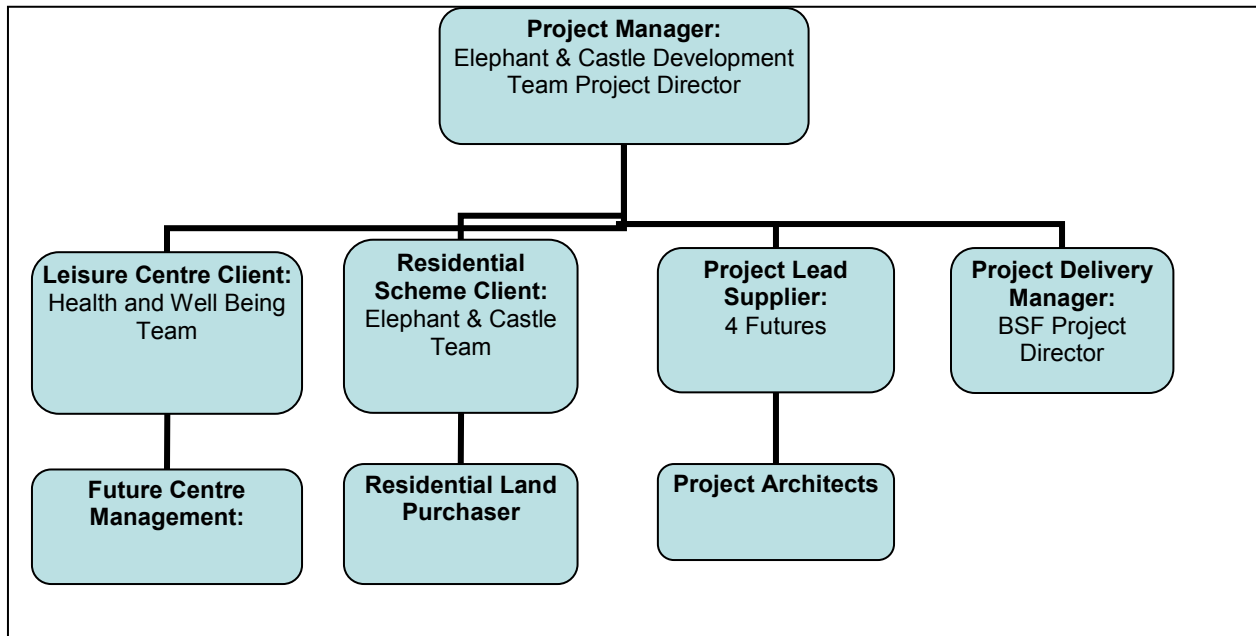 Project Manager:
Elephant & Castle Development
Team Project Director
Leisure Centre Client:
Health and Well Being
Team
Residential
Scheme Client:
Elephant & Castle
Team
Project Lead
Supplier:
4 Futures
Project Delivery
Manager:
BSF Project
Director
Future Centre
Management:
Residential Land
Purchaser
Project Architects